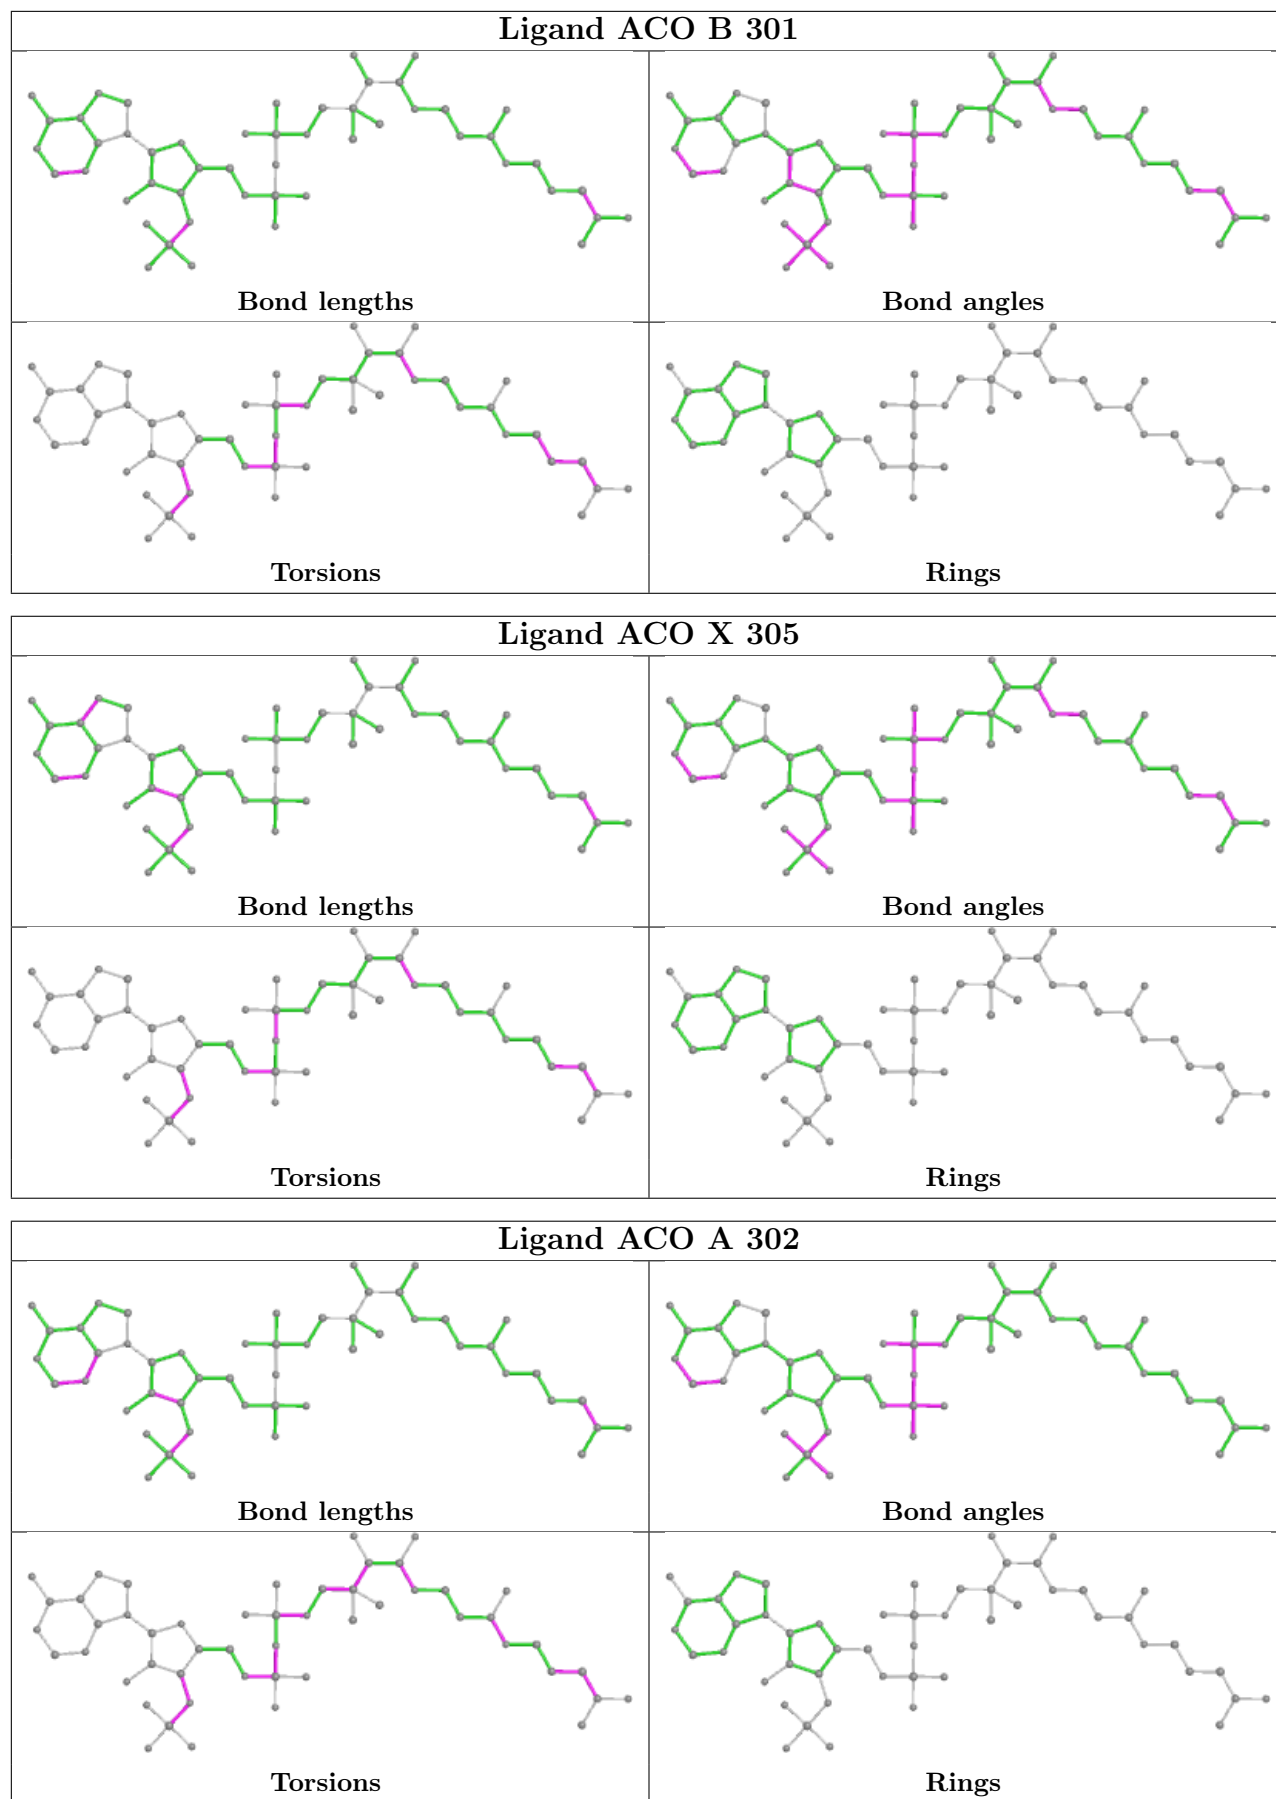 Ligand ACO B 301
Bond lengths
Bond angles
Torsions
Rings
Ligand ACO X 305
Bond lengths
Bond angles
Torsions
Rings
Ligand ACO A 302
Bond lengths
Bond angles
Torsions
Rings